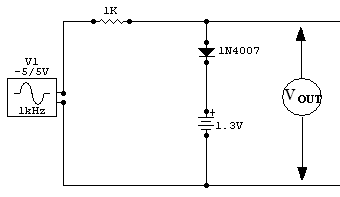 1K
V1
-5/5V
1kHz
1N4007
+
1.3V
VOUT